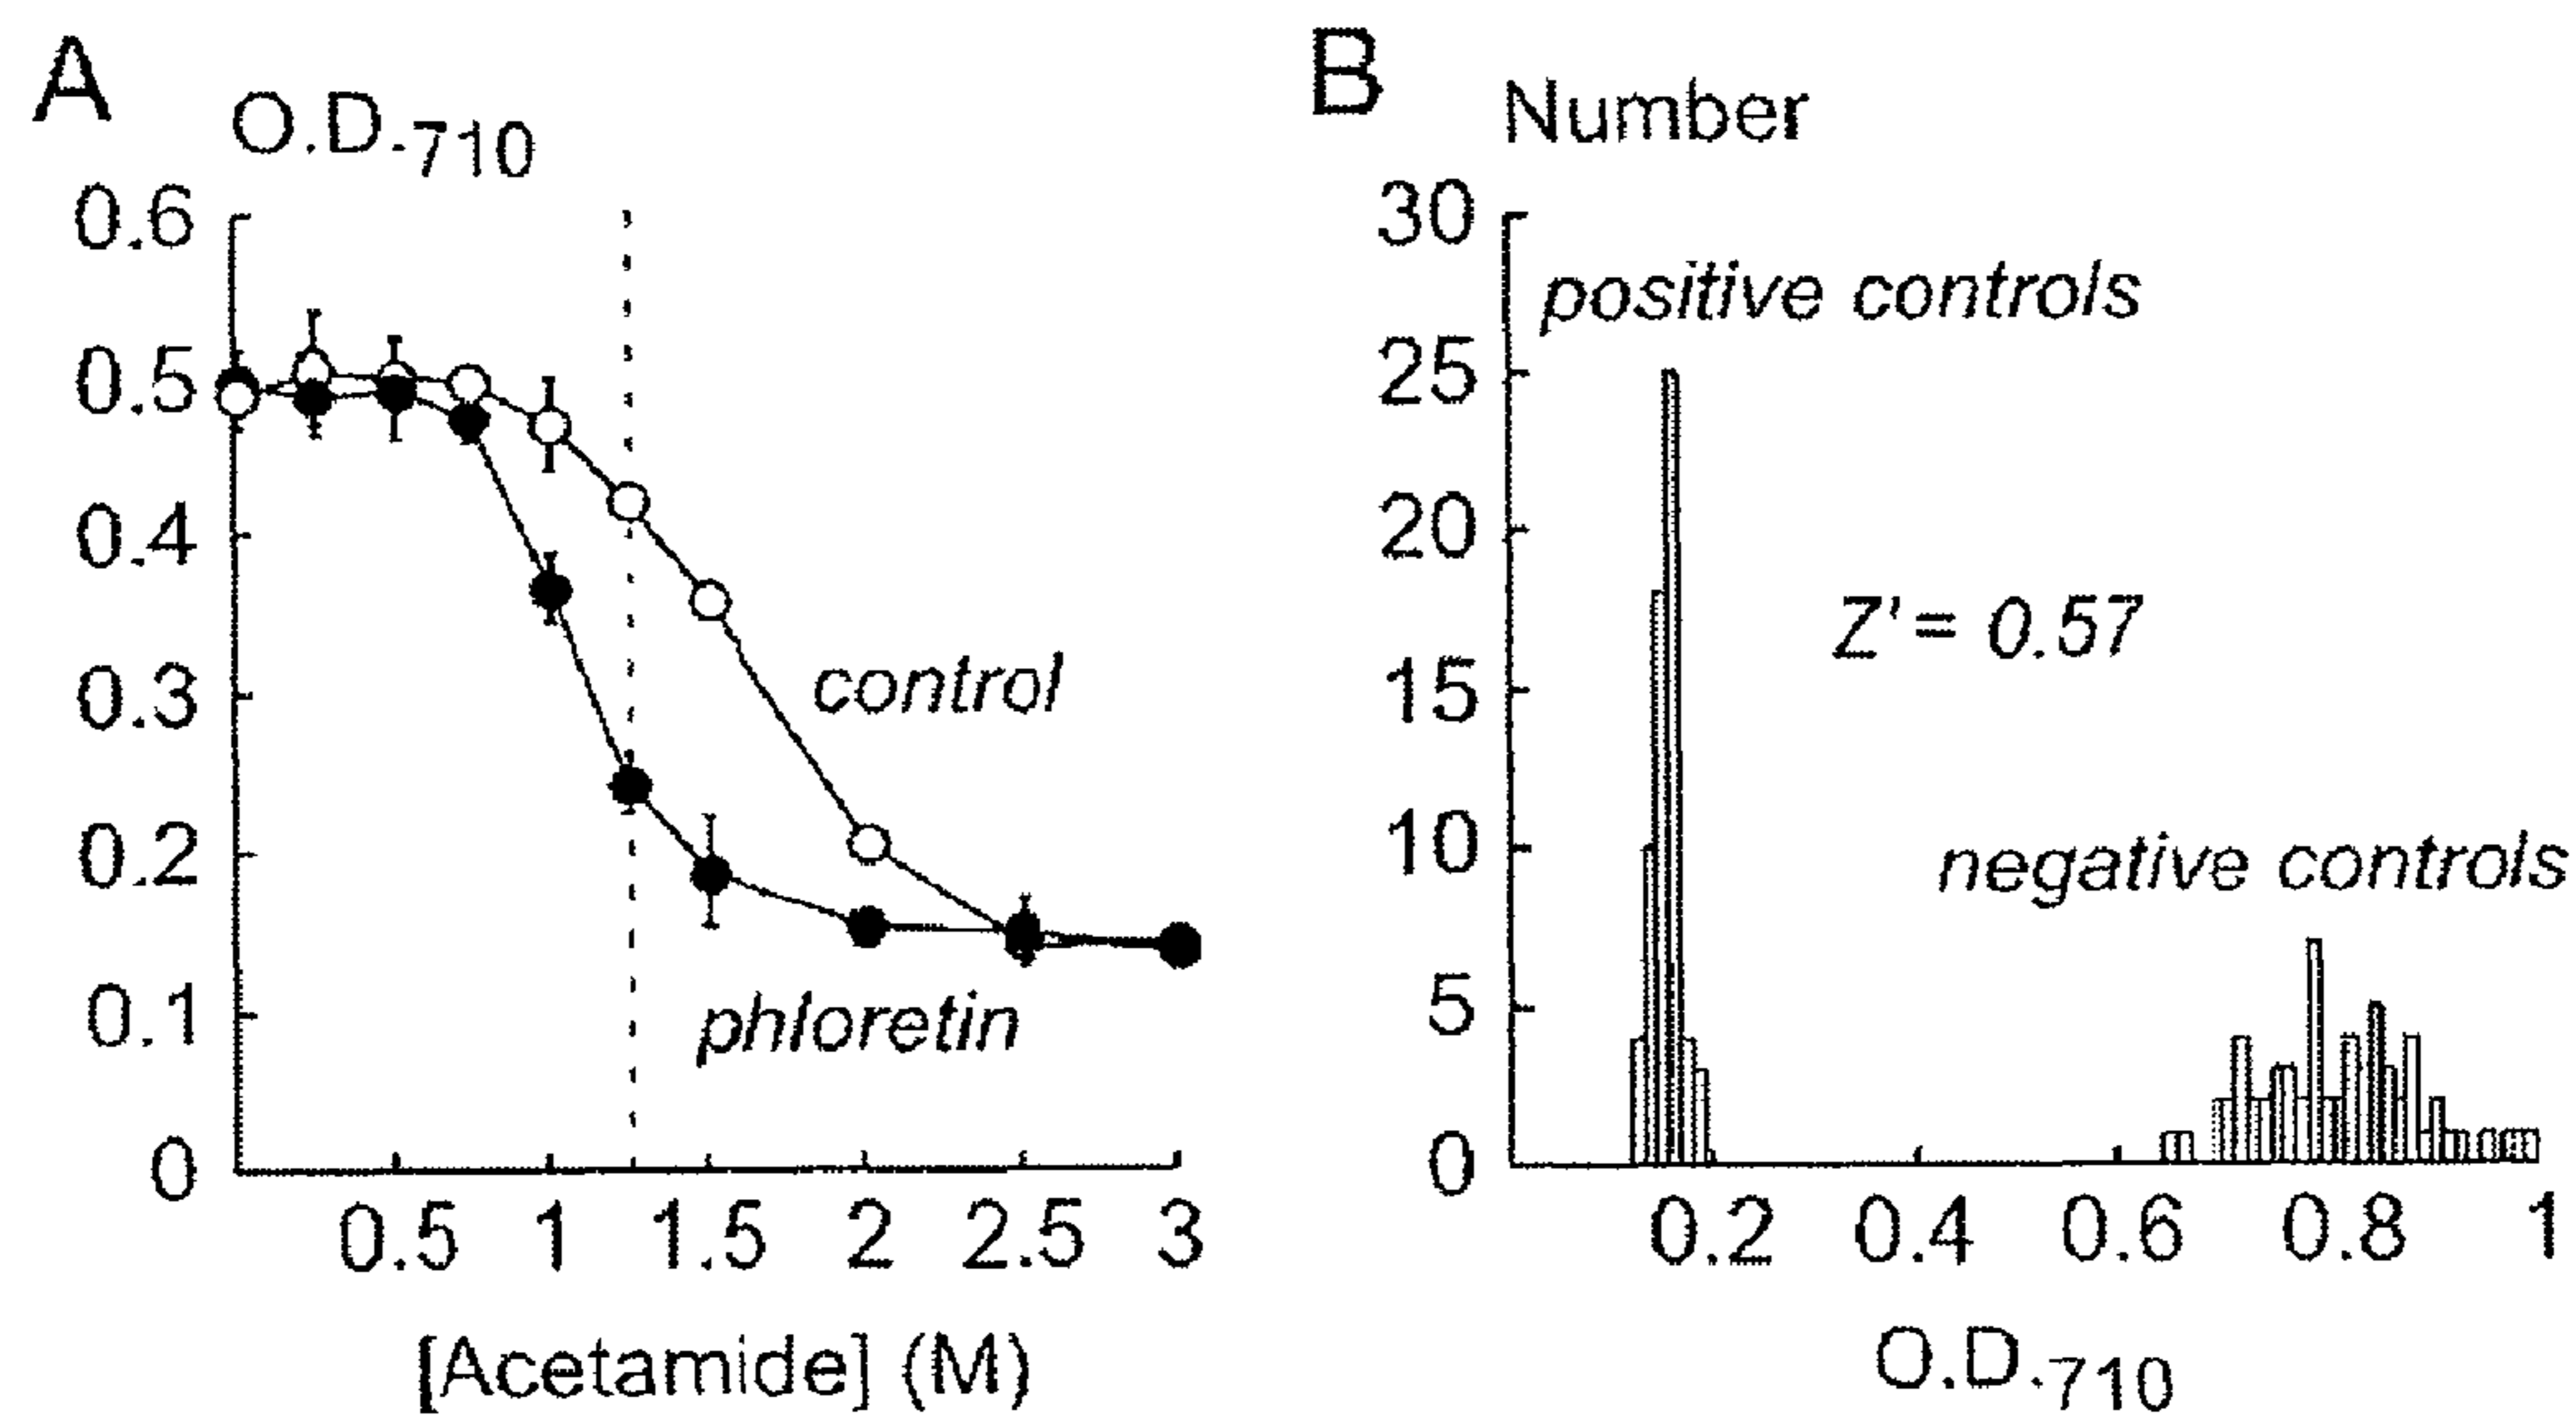 A
O.D.710
0.6
0.5
0.4
0.3
0.2
0.1
0
control
phloretin
0.5 1 1.5 2 2.5 3
[Acetamide] (M)
B
Number
30
25
20
15
10
5
0
positive controls
Z' = 0.57
negative controls
0.2 0.4 0.6 0.8 1
O.D.710